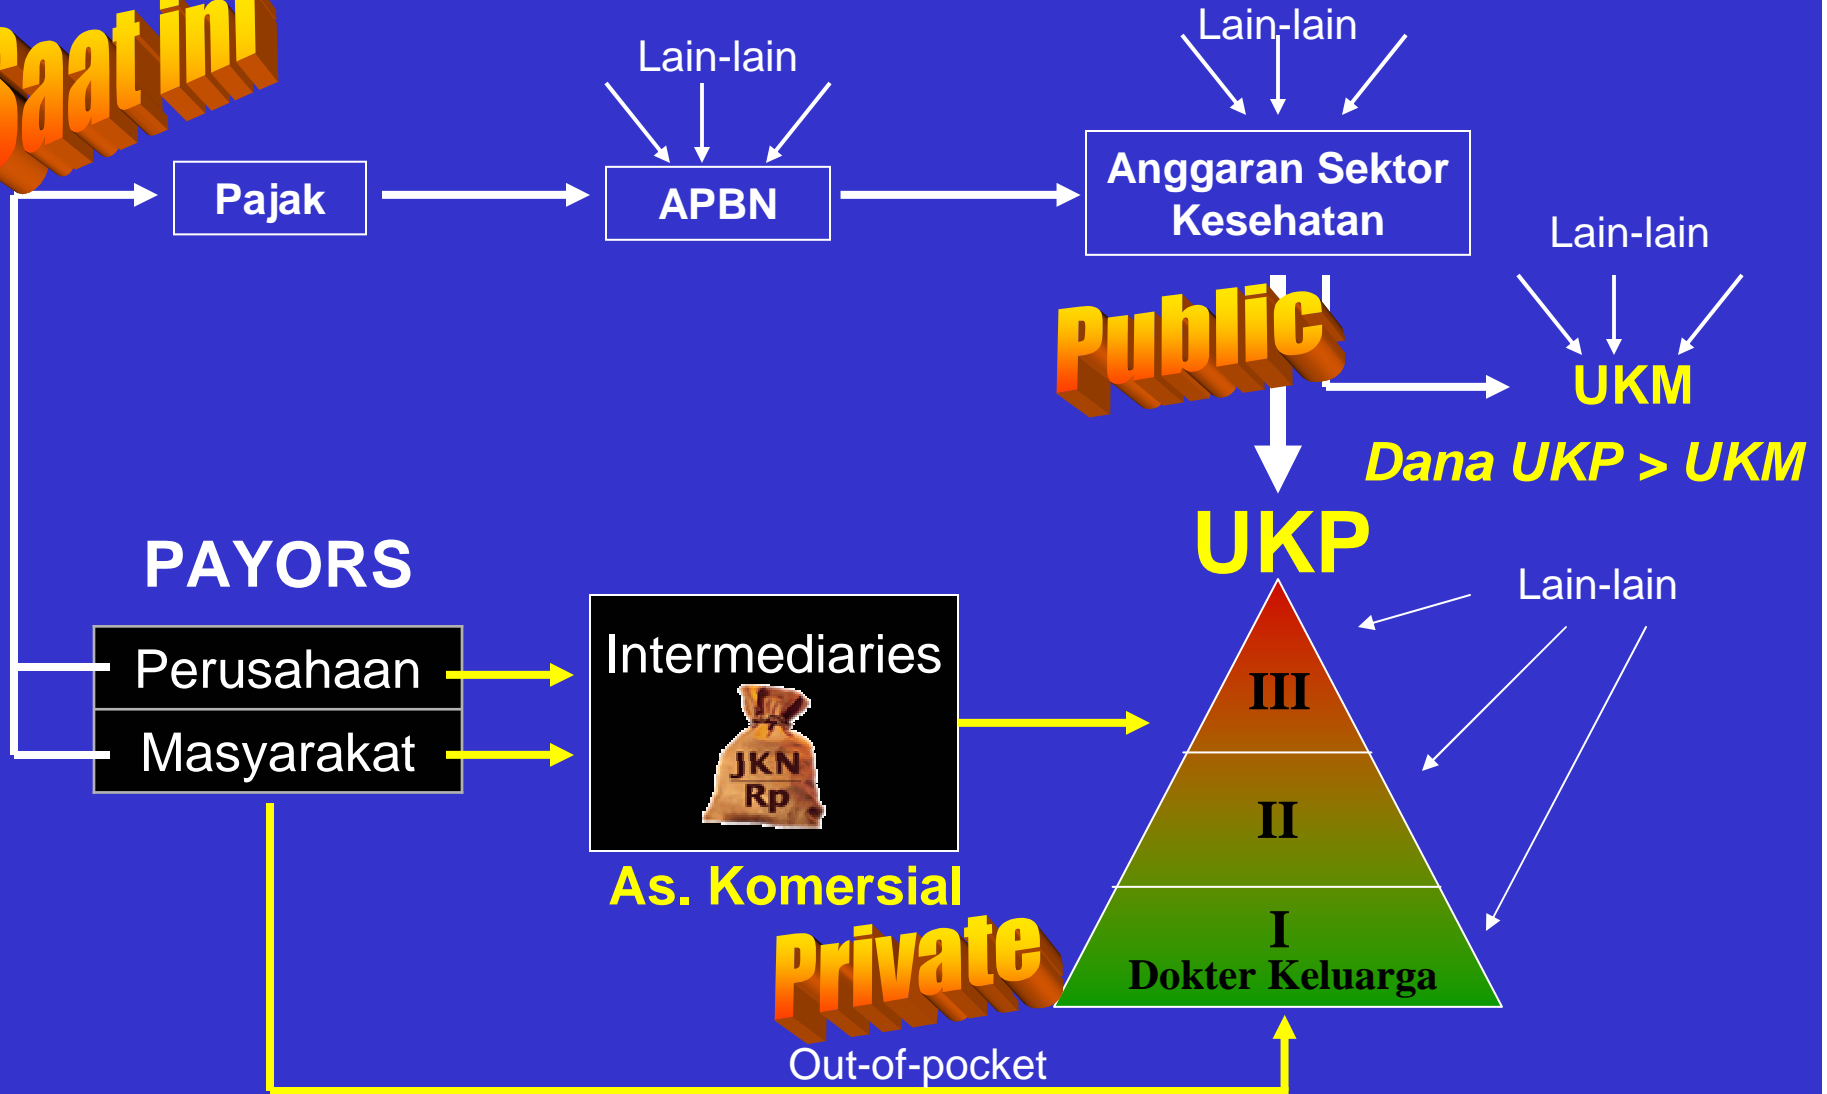 Saat ini
Lain-lain
Lain-lain
Pajak
APBN
Anggaran Sektor
Kesehatan
Lain-lain
Public
UKM
Dana UKP > UKM
UKP
PAYORS
Lain-lain
Perusahaan
Masyarakat
Intermediaries
JKN
Rp
As. Komersial
Private
III
II
I
Dokter Keluarga
Out-of-pocket